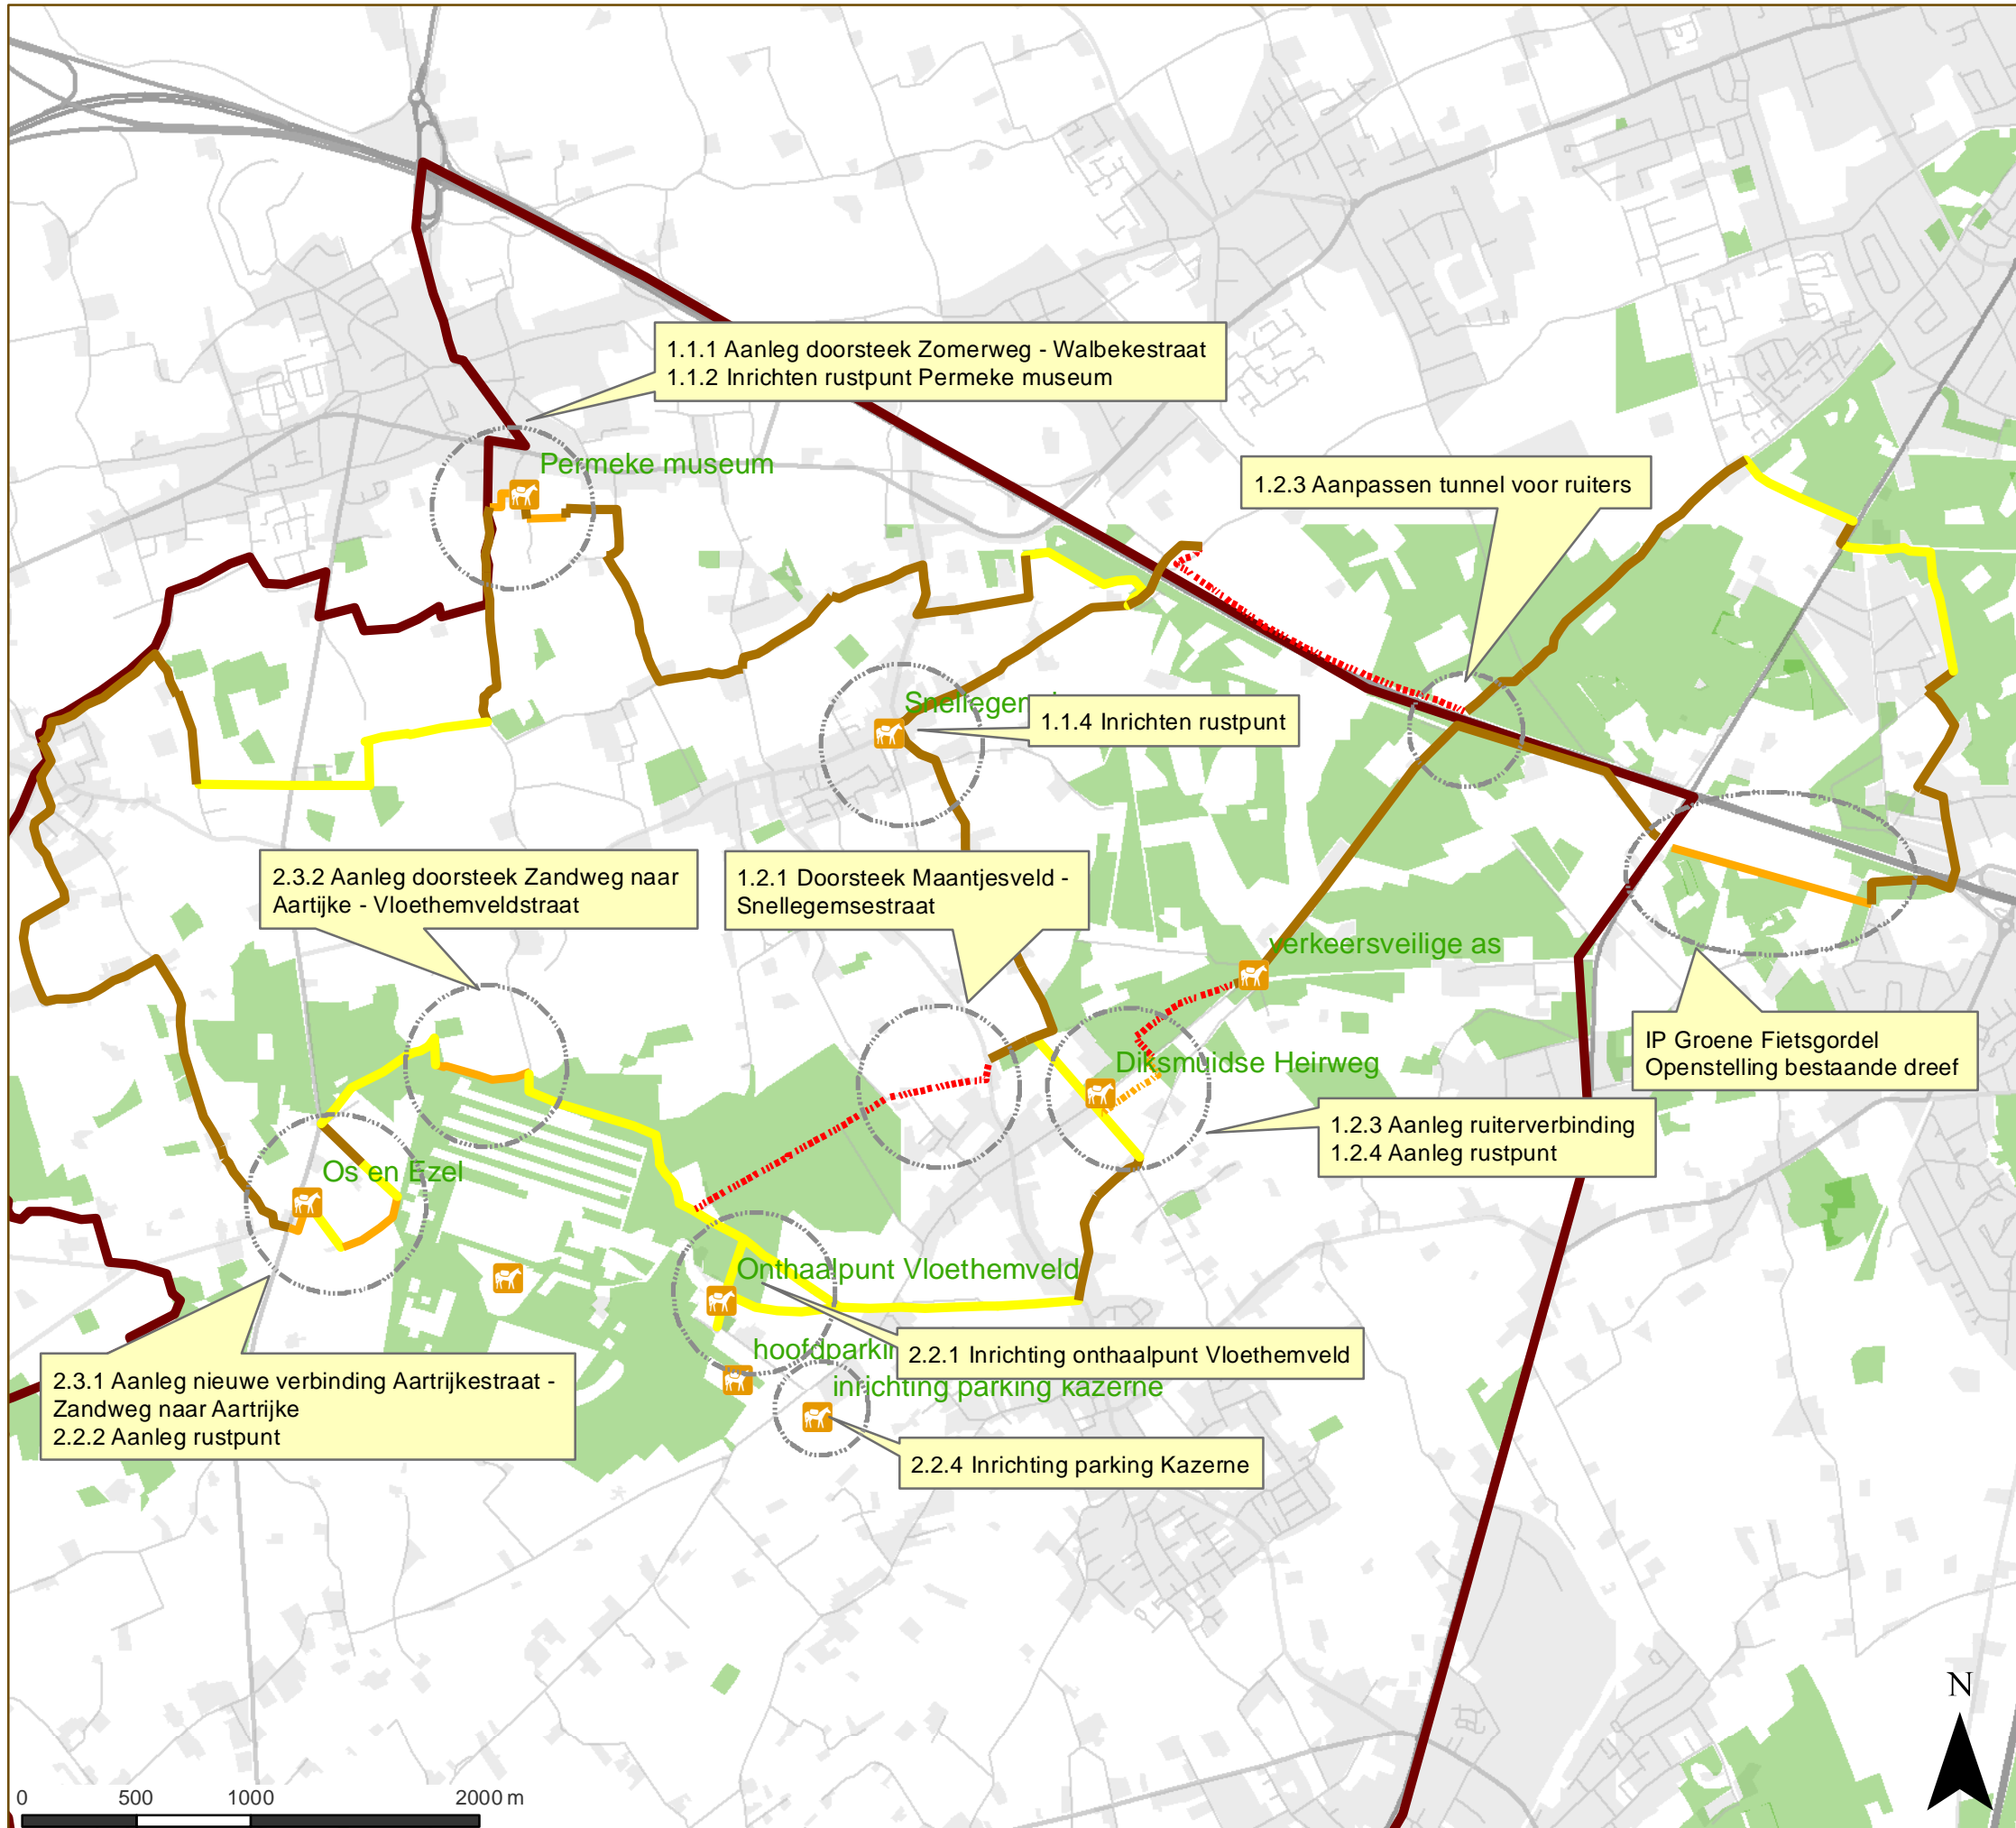 1.1.1 Aanleg doorsteek Zomerweg - Walbekestraat
1.1.2 Inrichten rustpunt Permeke museum
Permeke museum
1.2.3 Aanpassen tunnel voor ruiters
1.1.4 Inrichten rustpunt
2.3.2 Aanleg doorsteek Zandweg naar
Aartijke - Vloethemveldstraat
1.2.1 Doorsteek Maantjesveld -
Snellegemsestraat
verkeersveilige as
IP Groene Fietsgordel
Openstelling bestaande dreef
Diksmuidse Heirweg
1.2.3 Aanleg ruiterverbinding
1.2.4 Aanleg rustpunt
Os en Ezel
Onthaalpunt Vloethemveld
2.2.1 Inrichting onthaalpunt Vloethemveld
inrichting parking kazerne
2.3.1 Aanleg nieuwe verbinding Aartrijkestraat -
Zandweg naar Aartrijke
2.2.2 Aanleg rustpunt
2.2.4 Inrichting parking Kazerne
N
0 500 1000 2000 m